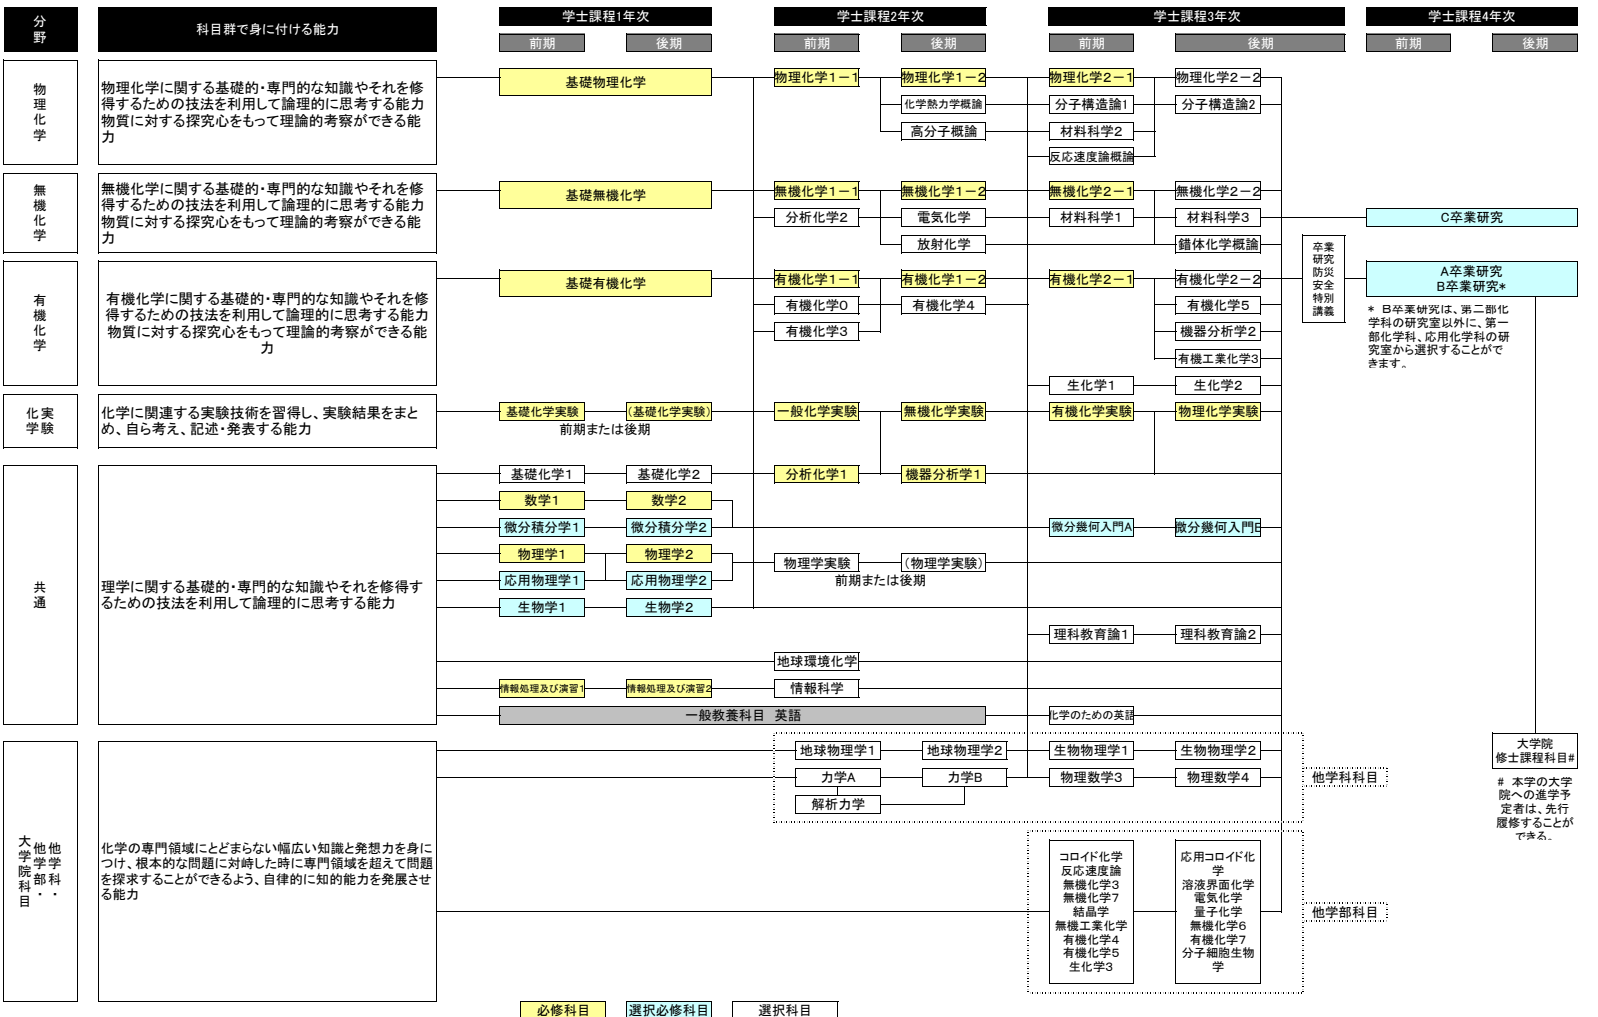 分野
科目群で身に付ける能力
学士課程1年次
学士課程2年次
学士課程3年次
学士課程4年次
前期
後期
前期
後期
前期
後期
前期
後期
物理化学
物理化学に関する基礎的・専門的な知識やそれを修
得するための技法を利用して論理的に思考する能力
物質に対する探究心をもって理論的考察ができる能
力
基礎物理化学
物理化学1-1
物理化学1-2
物理化学2-1
物理化学2-2
化学熱力学概論
分子構造論1
分子構造論2
高分子概論
材料科学2
反応速度論概論
無機化学
無機化学に関する基礎的・専門的な知識やそれを修
得するための技法を利用して論理的に思考する能力
物質に対する探究心をもって理論的考察ができる能
力
基礎無機化学
無機化学1-1
無機化学1-2
無機化学2-1
無機化学2-2
分析化学2
電気化学
材料科学1
材料科学3
C卒業研究
放射化学
錯体化学概論
卒業
研究
防災
安全
特別
講義
有機化学
有機化学に関する基礎的・専門的な知識やそれを修
得するための技法を利用して論理的に思考する能力
物質に対する探究心をもって理論的考察ができる能
力
基礎有機化学
有機化学1-1
有機化学1-2
有機化学2-1
有機化学2-2
A卒業研究
B卒業研究*
有機化学0
有機化学4
有機化学5
有機化学3
機器分析学2
有機工業化学3
生化学1
生化学2
* B卒業研究は、第二部化
学科の研究室以外に、第一
部化学科、応用化学科の研
究室から選択することがで
きます。
化学実験
化学に関連する実験技術を習得し、実験結果をまと
め、自ら考え、記述・発表する能力
基礎化学実験
(基礎化学実験)
一般化学実験
無機化学実験
有機化学実験
物理化学実験
前期または後期
共通
理学に関する基礎的・専門的な知識やそれを修得す
るための技法を利用して論理的に思考する能力
基礎化学1
基礎化学2
分析化学1
機器分析学1
数学1
数学2
微分積分学1
微分積分学2
微分幾何入門A
微分幾何入門B
物理学1
物理学2
物理学実験
(物理学実験)
応用物理学1
応用物理学2
前期または後期
生物学1
生物学2
理科教育論1
理科教育論2
地球環境化学
情報処理及び演習1
情報処理及び演習2
情報科学
一般教養科目 英語
化学のための英語
他学科・
他学部・
大学院科目
化学の専門領域にとどまらない幅広い知識と発想力を身に
つけ、根本的な問題に対峙した時に専門領域を超えて問題
を探求することができるよう、自律的に知的能力を発展させ
る能力
地球物理学1
地球物理学2
生物物理学1
生物物理学2
力学A
力学B
物理数学3
物理数学4
他学科科目
解析力学
大学院
修士課程科目#
# 本学の大学
院への進学予
定者は、先行
履修することが
できる。
コロイド化学
反応速度論
無機化学3
無機化学7
結晶学
無機工業化学
有機化学4
有機化学5
生化学3
応用コロイド化
学
溶液界面化学
電気化学
量子化学
無機化学6
有機化学7
分子細胞生物
学
他学部科目
必修科目
選択必修科目
選択科目